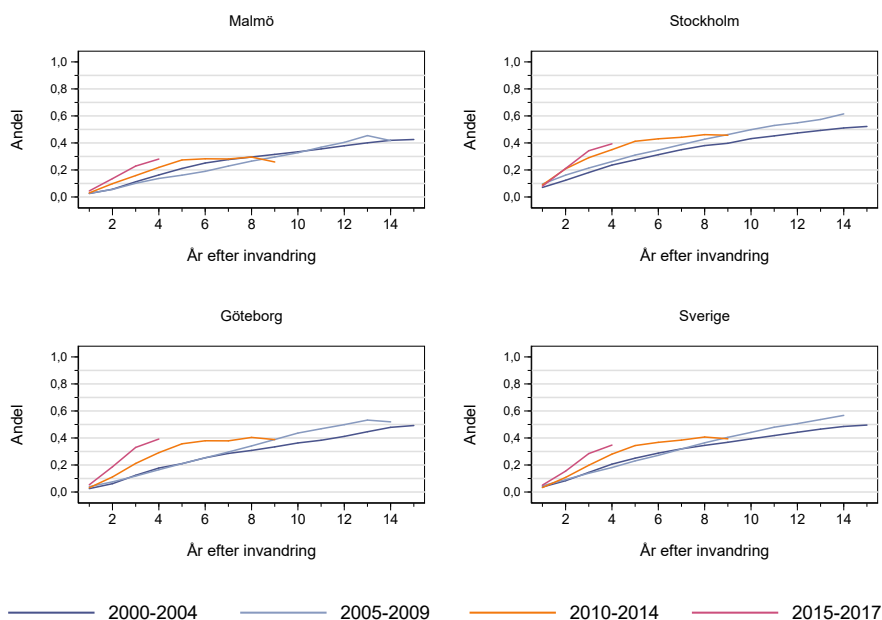 Malmö
1,0
0,8
0,6
0,4
0,2
0,0
Andel
2 4 6 8 10 12 14
År efter invandring
Stockholm
1,0
0,8
0,6
0,4
0,2
0,0
Andel
2 4 6 8 10 12 14
År efter invandring
Göteborg
1,0
0,8
0,6
0,4
0,2
0,0
Andel
2 4 6 8 10 12 14
År efter invandring
Sverige
1,0
0,8
0,6
0,4
0,2
0,0
Andel
2 4 6 8 10 12 14
År efter invandring
2000-2004 2005-2009 2010-2014 2015-2017